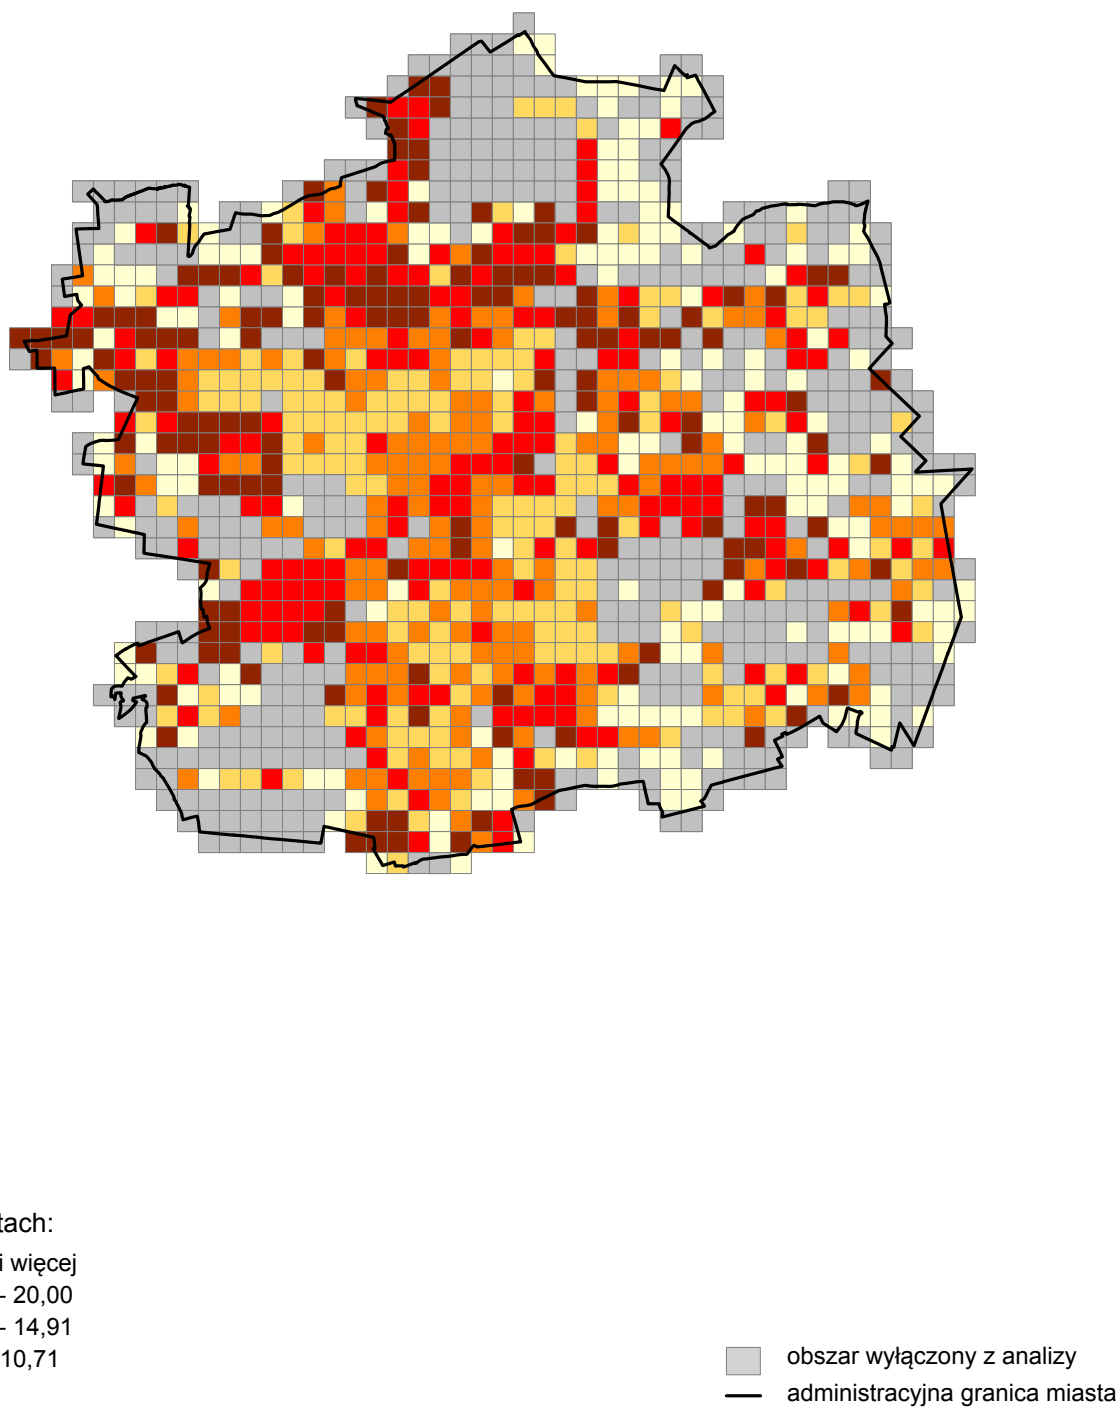 tach:
i więcej
- 20,00
- 14,91
10,71
obszar wyłączony z analizy
administracyjna granica miasta